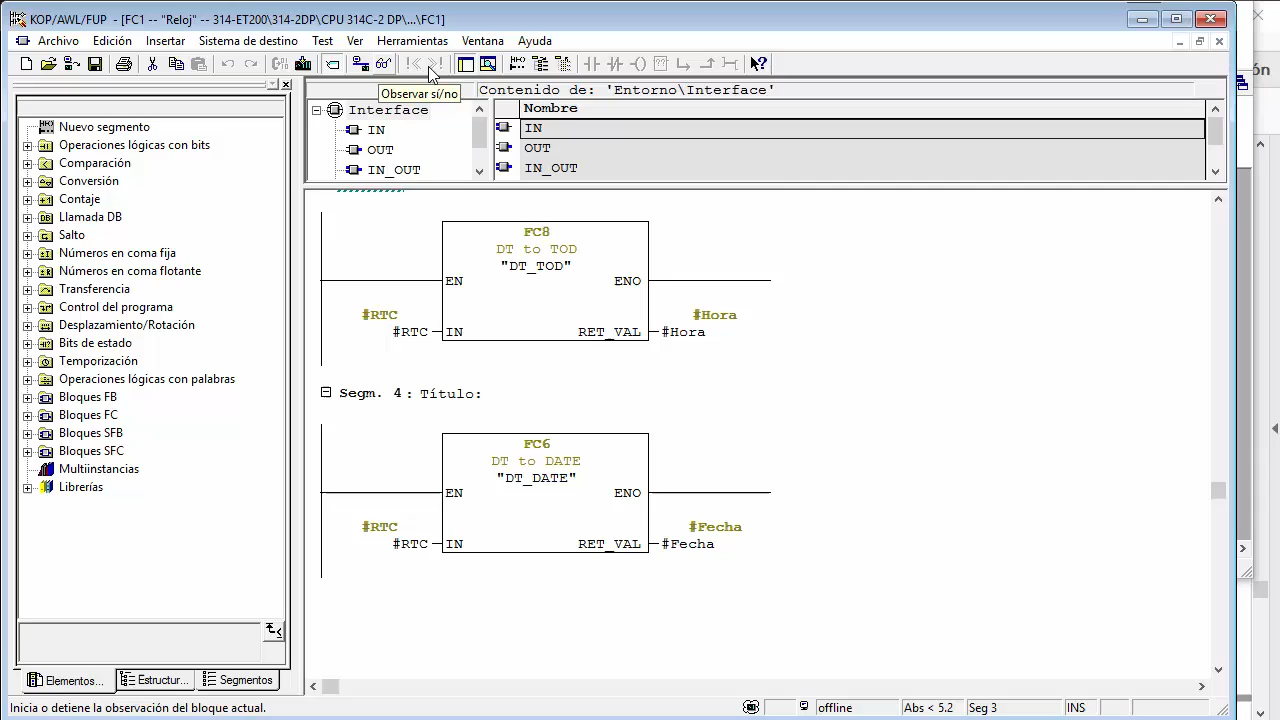 KOP/AWL/FUP - [FC1 -- "Reloj" -- 314-ET200\314-2DP\CPU 314C-2 DP\...\FC1]
Archivo Edición Insertar Sistema de destino Test Ver Herramientas Ventana Ayuda
ón
Observar sí/no
Nuevo segmento
Operaciones lógicas con bits
Comparación
Conversión
Contaje
Llamada DB
Salto
Números en coma fija
Números en coma flotante
Transferencia
Control del programa
Desplazamiento/Rotación
Bits de estado
Temporización
Operaciones lógicas con palabras
Bloques FB
Bloques FC
Bloques SFB
Bloques SFC
Multiinstancias
Librerías
Elementos... Estructur... Segmentos
Contenido de: 'Entorno\Interface'
Interface
IN
OUT
IN_OUT
Nombre
IN
OUT
IN_OUT
FC8
DT to TOD
"DT_TOD"
EN ENO
#RTC #Hora
#RTC IN RET_VAL #Hora
Segm. 4 : Título:
FC6
DT to DATE
"DT_DATE"
EN ENO
#RTC #Fecha
#RTC IN RET_VAL #Fecha
Inicia o detiene la observación del bloque actual. offline Abs < 5.2 Seg 3 INS